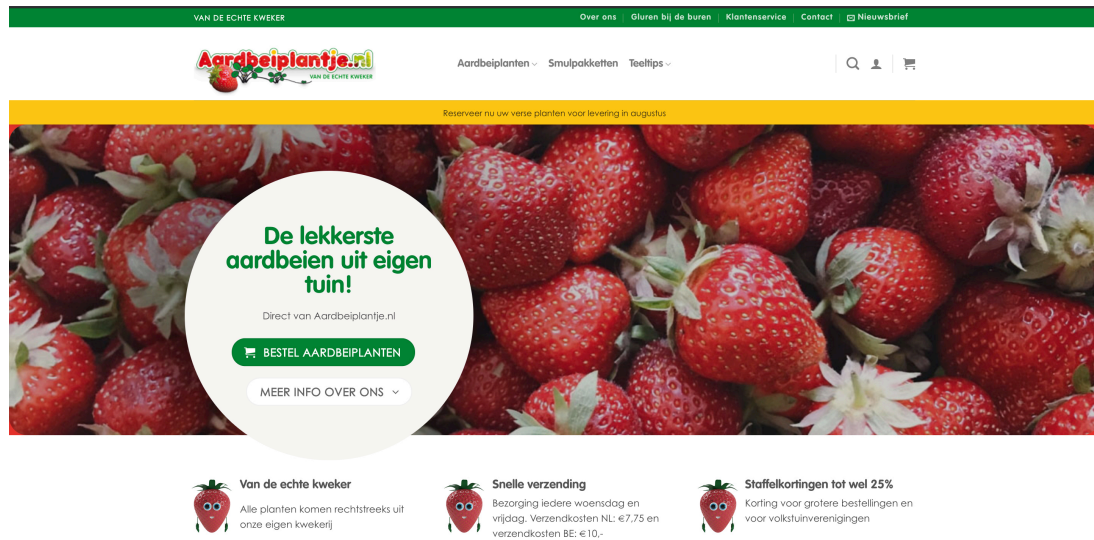 VAN DE ECHTE KWEKER
Over ons
Gluren bij de buren
Klantenservice
Contact
Nieuwsbrief
Aardbeiplantje.nl
VAN DE ECHTE KWEKER
Aardbeiplanten
Smulpakketten
Teeltips
Reserveer nu uw verse planten voor levering in augustus
De lekkerste
aardbeien uit eigen
tuin!
Direct van Aardbeiplantje.nl
BESTEL AARDBEIPLANTEN
MEER INFO OVER ONS
Van de echte kweker
Alle planten komen rechtstreeks uit
onze eigen kwekerij
Snelle verzending
Bezorging iedere woensdag en
vrijdag. Verzendkosten NL: €7,75 en
verzendkosten BE: €10,-
Staffelkortingen tot wel 25%
Korting voor grotere bestellingen en
voor volkstuinverenigingen